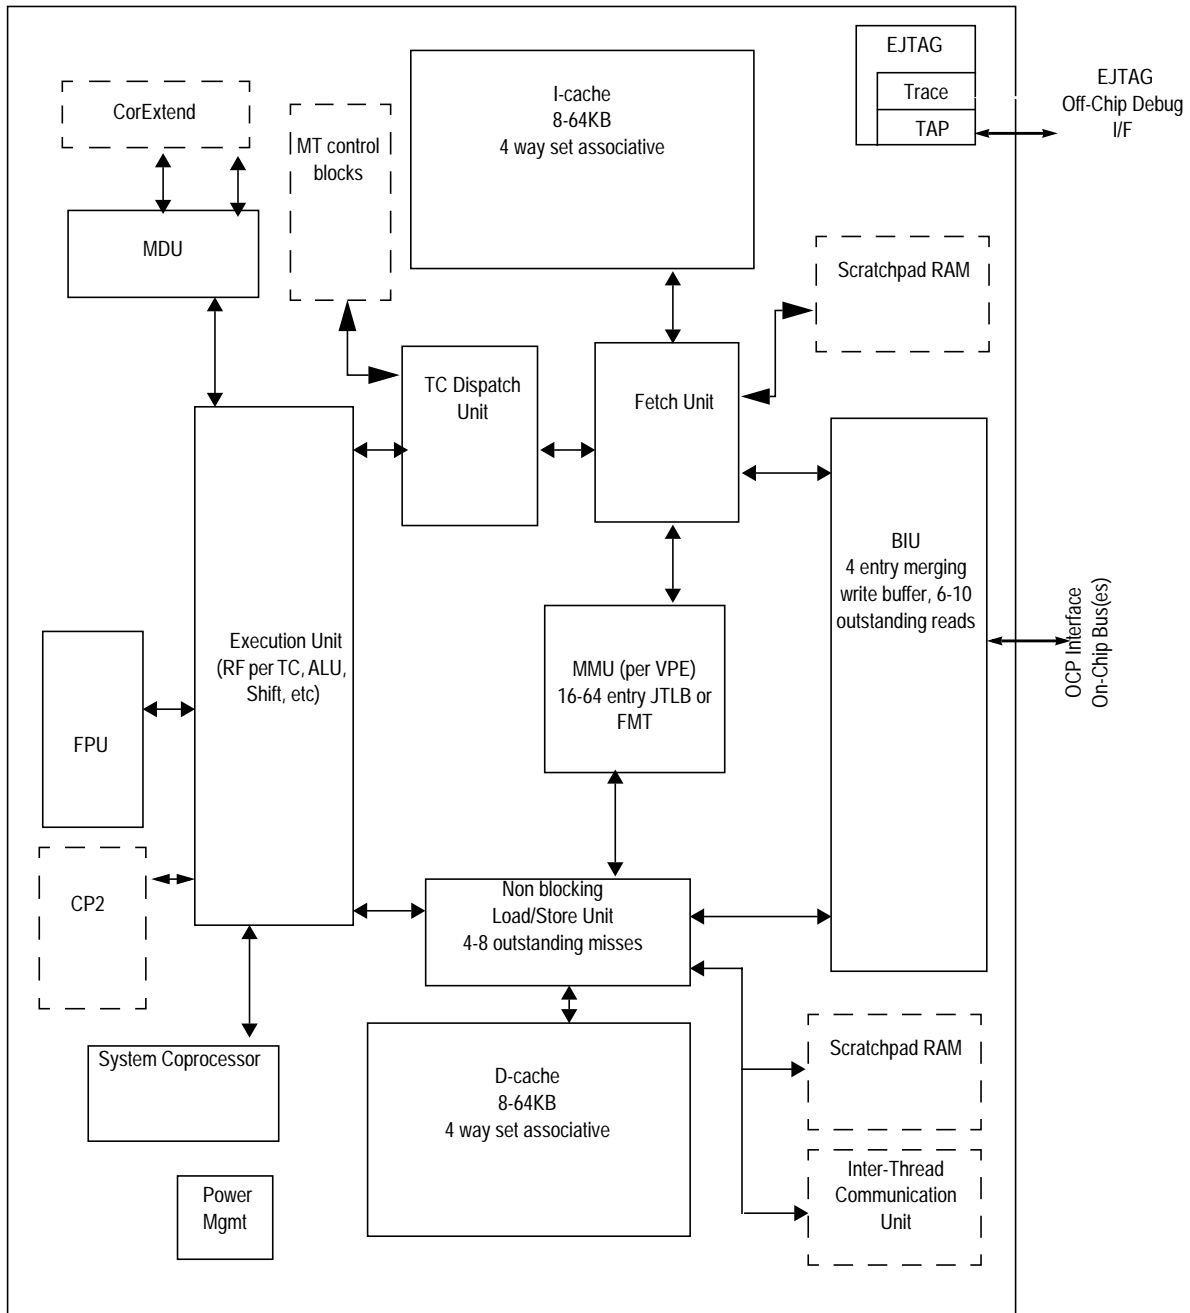 EJTAG
Trace
TAP
EJTAG
Off-Chip Debug
I/F
CorExtend
MT control
blocks
I-cache
8-64KB
4 way set associative
MDU
Scratchpad RAM
TC Dispatch
Unit
Fetch Unit
BIU
4 entry merging
write buffer, 6-10
outstanding reads
OCP Interface
On-Chip Bus(es)
Execution Unit
(RF per TC, ALU,
Shift, etc)
MMU (per VPE)
16-64 entry JTLB or
FMT
FPU
CP2
Non blocking
Load/Store Unit
4-8 outstanding misses
System Coprocessor
D-cache
8-64KB
4 way set associative
Scratchpad RAM
Inter-Thread
Communication
Unit
Power
Mgmt